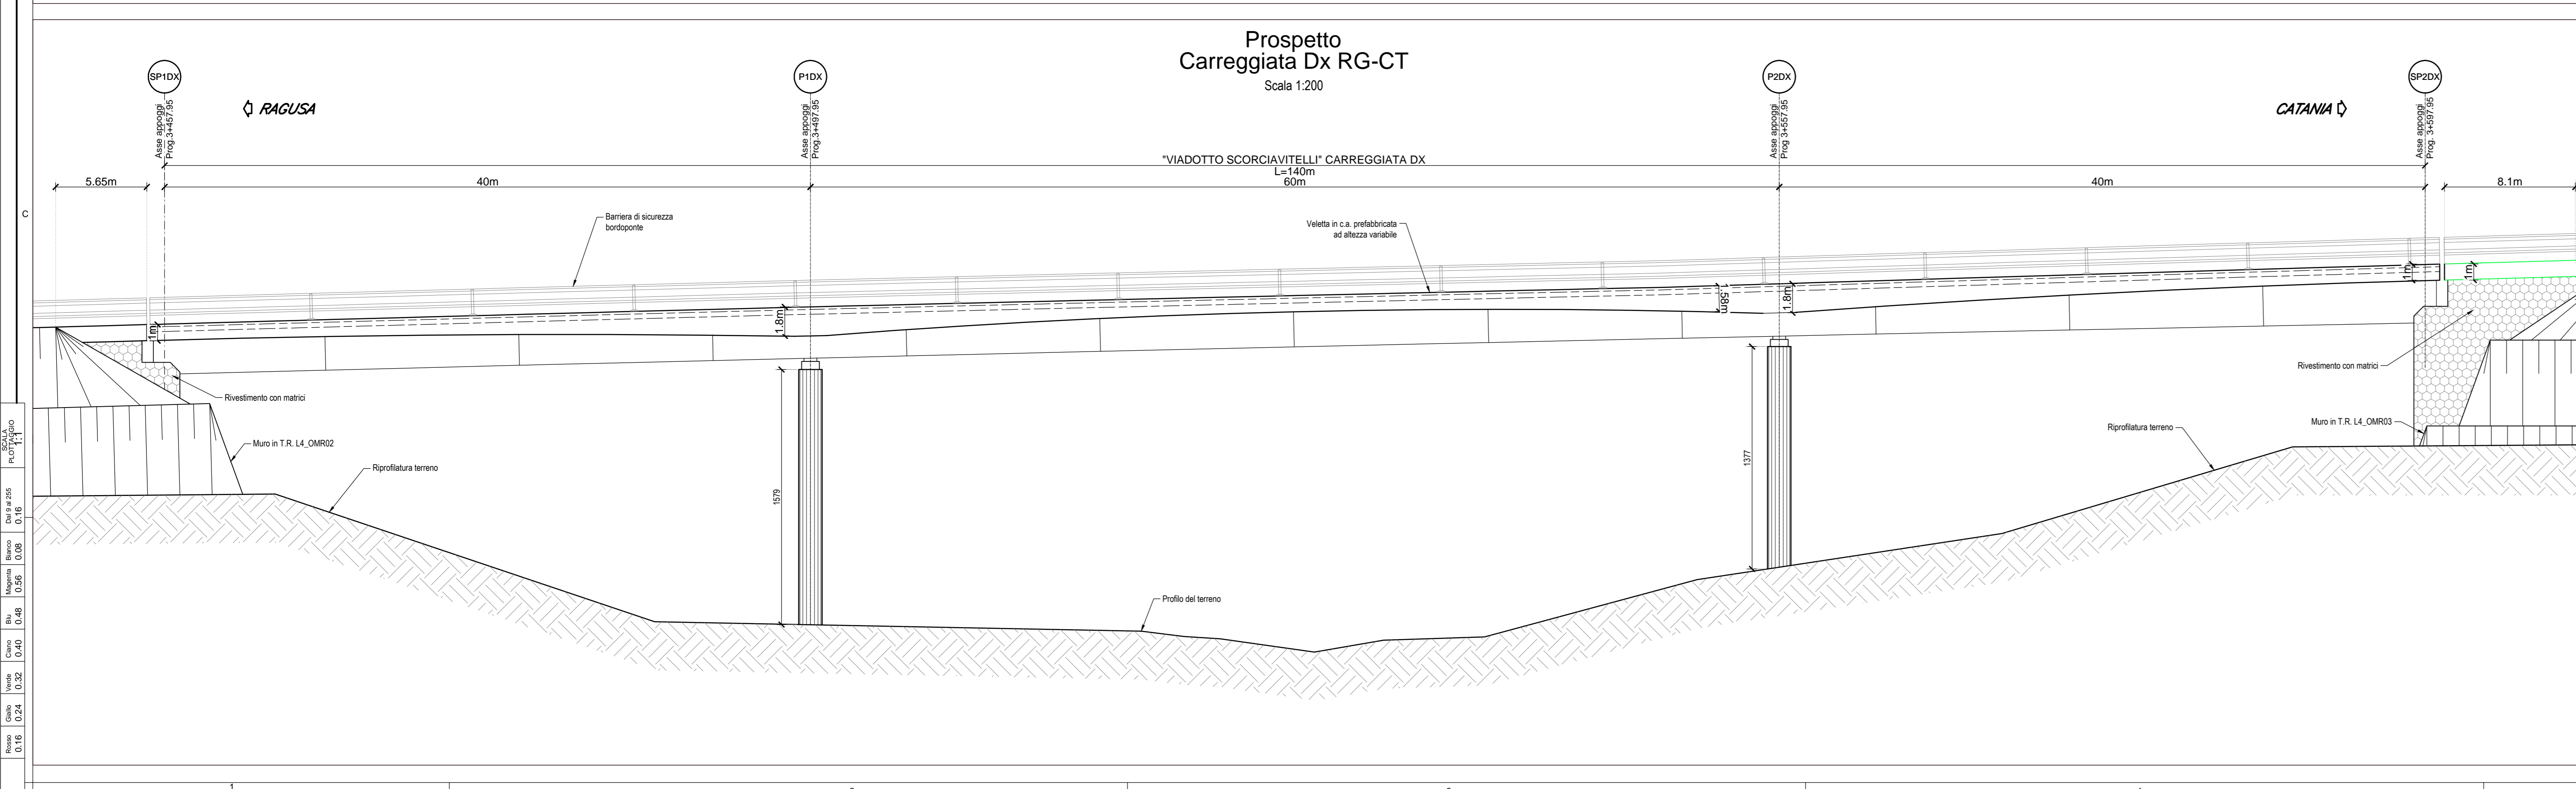 Prospetto
Carreggiata Dx RG-CT
Scala 1:200
SP1DX
P1DX
P2DX
SP2DX
RAGUSA
CATANIA
Asse appoggi
Prog.3+457.95
Asse appoggi
Prog.3+497.95
Asse appoggi
Prog 3+557.95
Asse appoggi
Prog. 3+597.95
"VIADOTTO SCORCIAVITELLI" CARREGGIATA DX
L=140m
5.65m
40m
60m
40m
8.1m
C
Barriera di sicurezza
bordoponte
Veletta in c.a. prefabbricata
ad altezza variabile
1m
1.8m
1.58m
1.8m
1m
1m
Rivestimento con matrici
Rivestimento con matrici
Muro in T.R. L4_OMR02
Muro in T.R. L4_OMR03
Riprofilatura terreno
Riprofilatura terreno
1579
1377
Profilo del terreno
SCALA
PLOTTAGGIO
1:1
Dal 9 al 255
0.16
Bianco
0.08
Magenta
0.56
Blu
0.48
Ciano
0.40
Verde
0.32
Giallo
0.24
Rosso
0.16
1